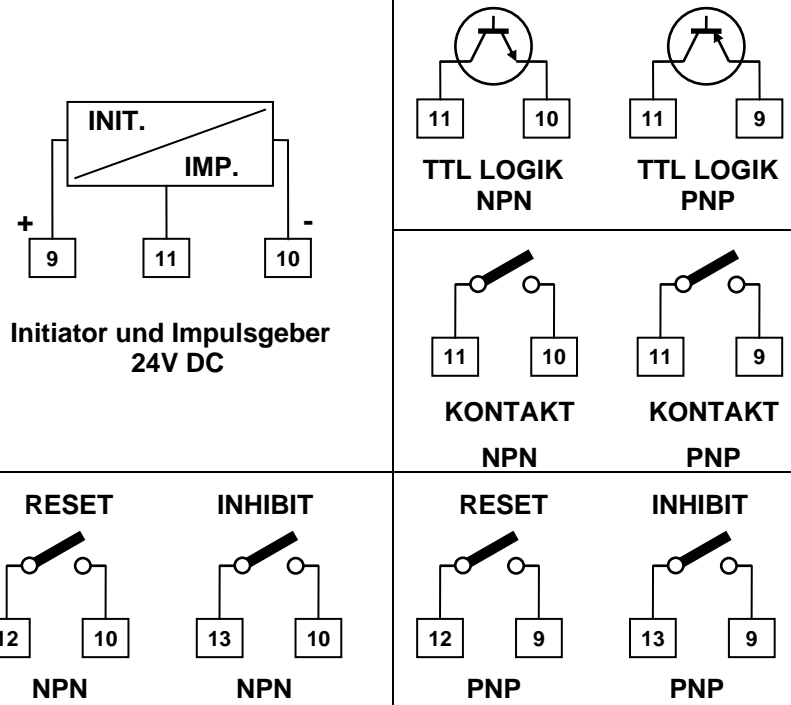 INIT.
IMP.
+ -
9 11 10
Initiator und Impulsgeber
24V DC
11 10
TTL LOGIK
NPN
11 9
TTL LOGIK
PNP
11 10
KONTAKT
NPN
11 9
KONTAKT
PNP
RESET
12 10
NPN
INHIBIT
13 10
NPN
RESET
12 9
PNP
INHIBIT
13 9
PNP